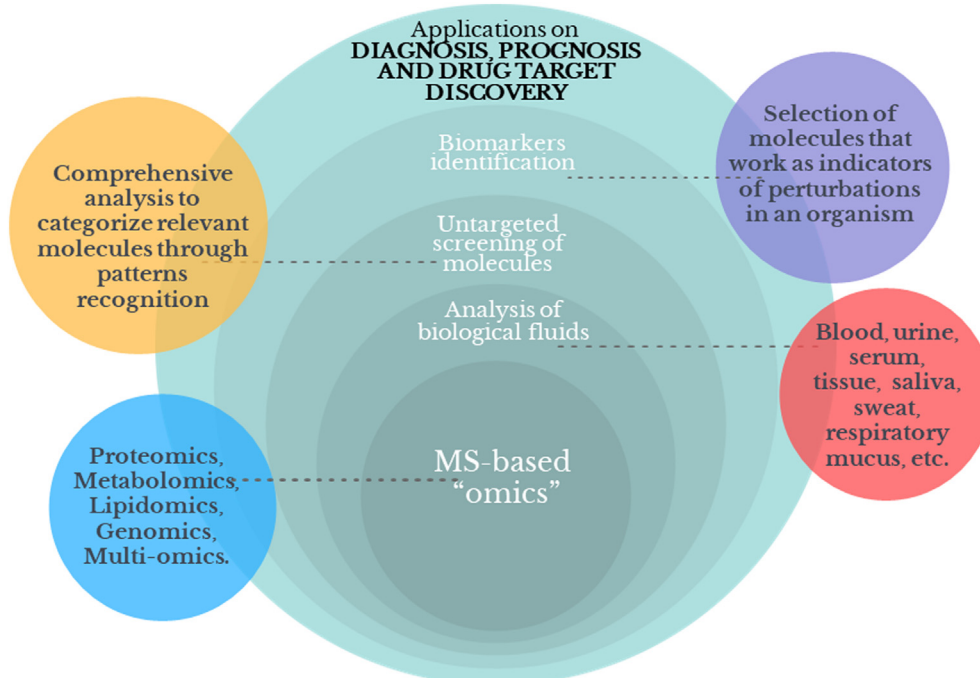 Applications on
DIAGNOSIS, PROGNOSIS
AND DRUG TARGET
DISCOVERY
Biomarkers
identification
Selection of
molecules that
work as indicators
of perturbations
in an organism
Comprehensive
analysis to
categorize relevant
molecules through
patterns
recognition
Untargeted
screening of
molecules
Analysis of
biological fluids
Blood, urine,
serum,
tissue, saliva,
sweat,
respiratory
mucus, etc.
Proteomics,
Metabolomics,
Lipidomics,
Genomics,
Multi-omics.
MS-based
“omics”